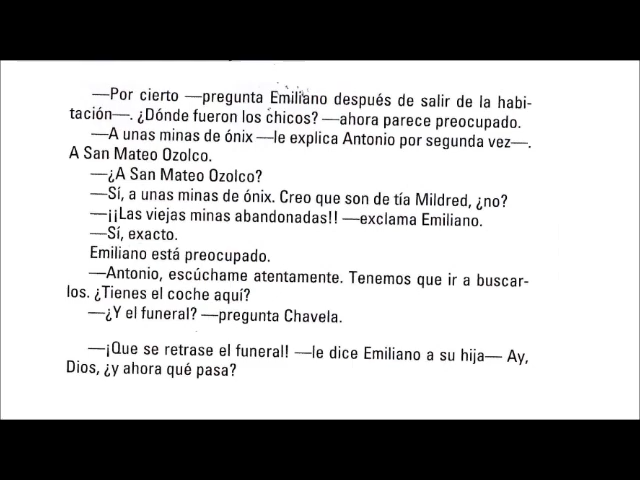 —Por cierto —pregunta Emiliano después de salir de la habi-
tación—. ¿Dónde fueron los chicos? —ahora parece preocupado.
—A unas minas de ónix —le explica Antonio por segunda vez—.
A San Mateo Ozolco.
—¿A San Mateo Ozolco?
—Sí, a unas minas de ónix. Creo que son de tía Mildred, ¿no?
—¡¡Las viejas minas abandonadas!! —exclama Emiliano.
—Sí, exacto.
Emiliano está preocupado.
—Antonio, escúchame atentamente. Tenemos que ir a buscar-
los. ¿Tienes el coche aquí?
—¿Y el funeral? —pregunta Chavela.
—¡Que se retrase el funeral! —le dice Emiliano a su hija— Ay,
Dios, ¿y ahora qué pasa?